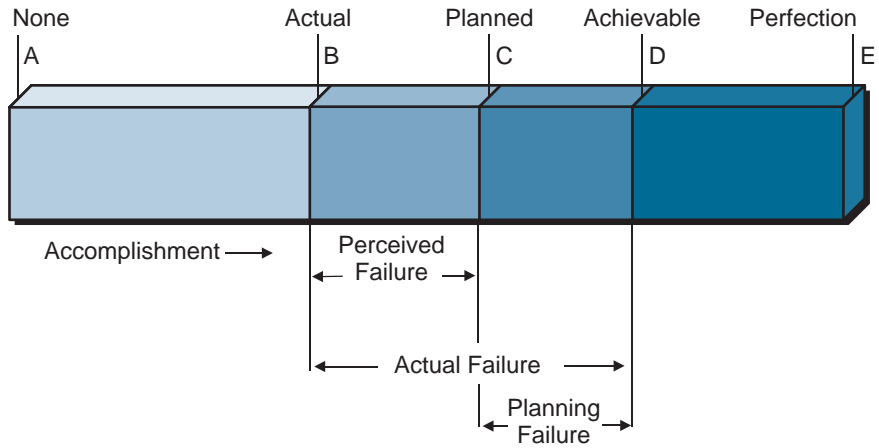 None Actual Planned Achievable Perfection
A B C D E
Accomplishment
Perceived
Failure
Actual Failure
Planning
Failure